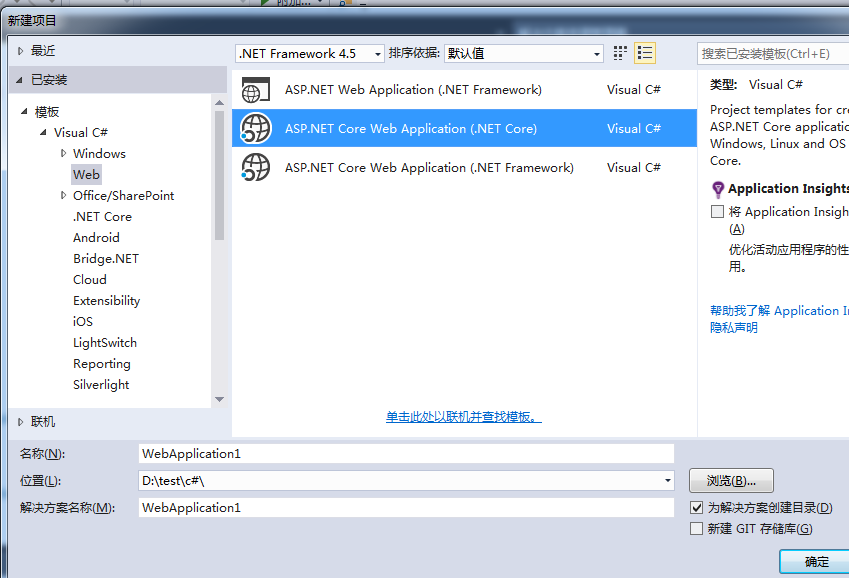 附加...
新建项目
最近
已安装
模板
Visual C#
Windows
Web
Office/SharePoint
.NET Core
Android
Bridge.NET
Cloud
Extensibility
iOS
LightSwitch
Reporting
Silverlight
联机
.NET Framework 4.5
排序依据: 默认值
搜索已安装模板(Ctrl+E)
ASP.NET Web Application (.NET Framework) Visual C#
ASP.NET Core Web Application (.NET Core) Visual C#
ASP.NET Core Web Application (.NET Framework) Visual C#
单击此处以联机并查找模板。
类型: Visual C#
Project templates for cre
ASP.NET Core applicatio
Windows, Linux and OS
Core.
Application Insights
将 Application Insigh
(A)
优化活动应用程序的性
用。
帮助我了解 Application In
隐私声明
名称(N): WebApplication1
位置(L): D:\test\c#\ 浏览(B)...
解决方案名称(M): WebApplication1 为解决方案创建目录(D)
新建 GIT 存储库(G)
确定